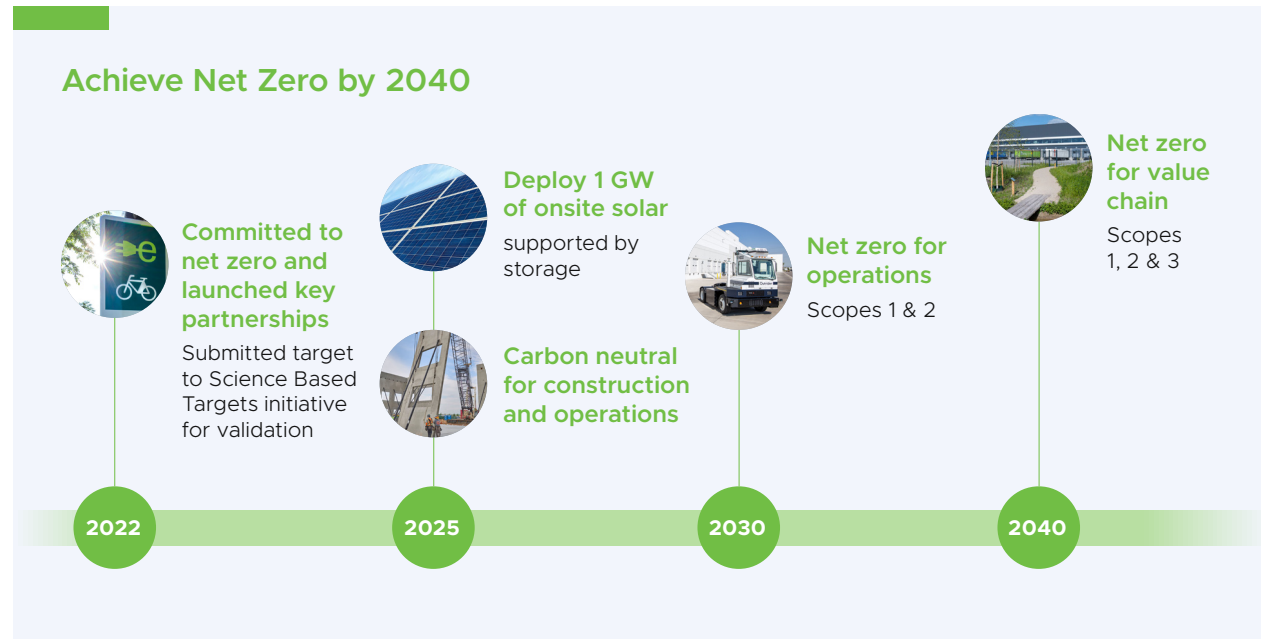 Achieve Net Zero by 2040
Committed to
net zero and
launched key
partnerships
Submitted target
to Science Based
Targets initiative
for validation
Deploy 1 GW
of onsite solar
supported by
storage
Carbon neutral
for construction
and operations
Net zero for
operations
Scopes 1 & 2
Net zero
for value
chain
Scopes
1, 2 & 3
e
2022
2025
2030
2040